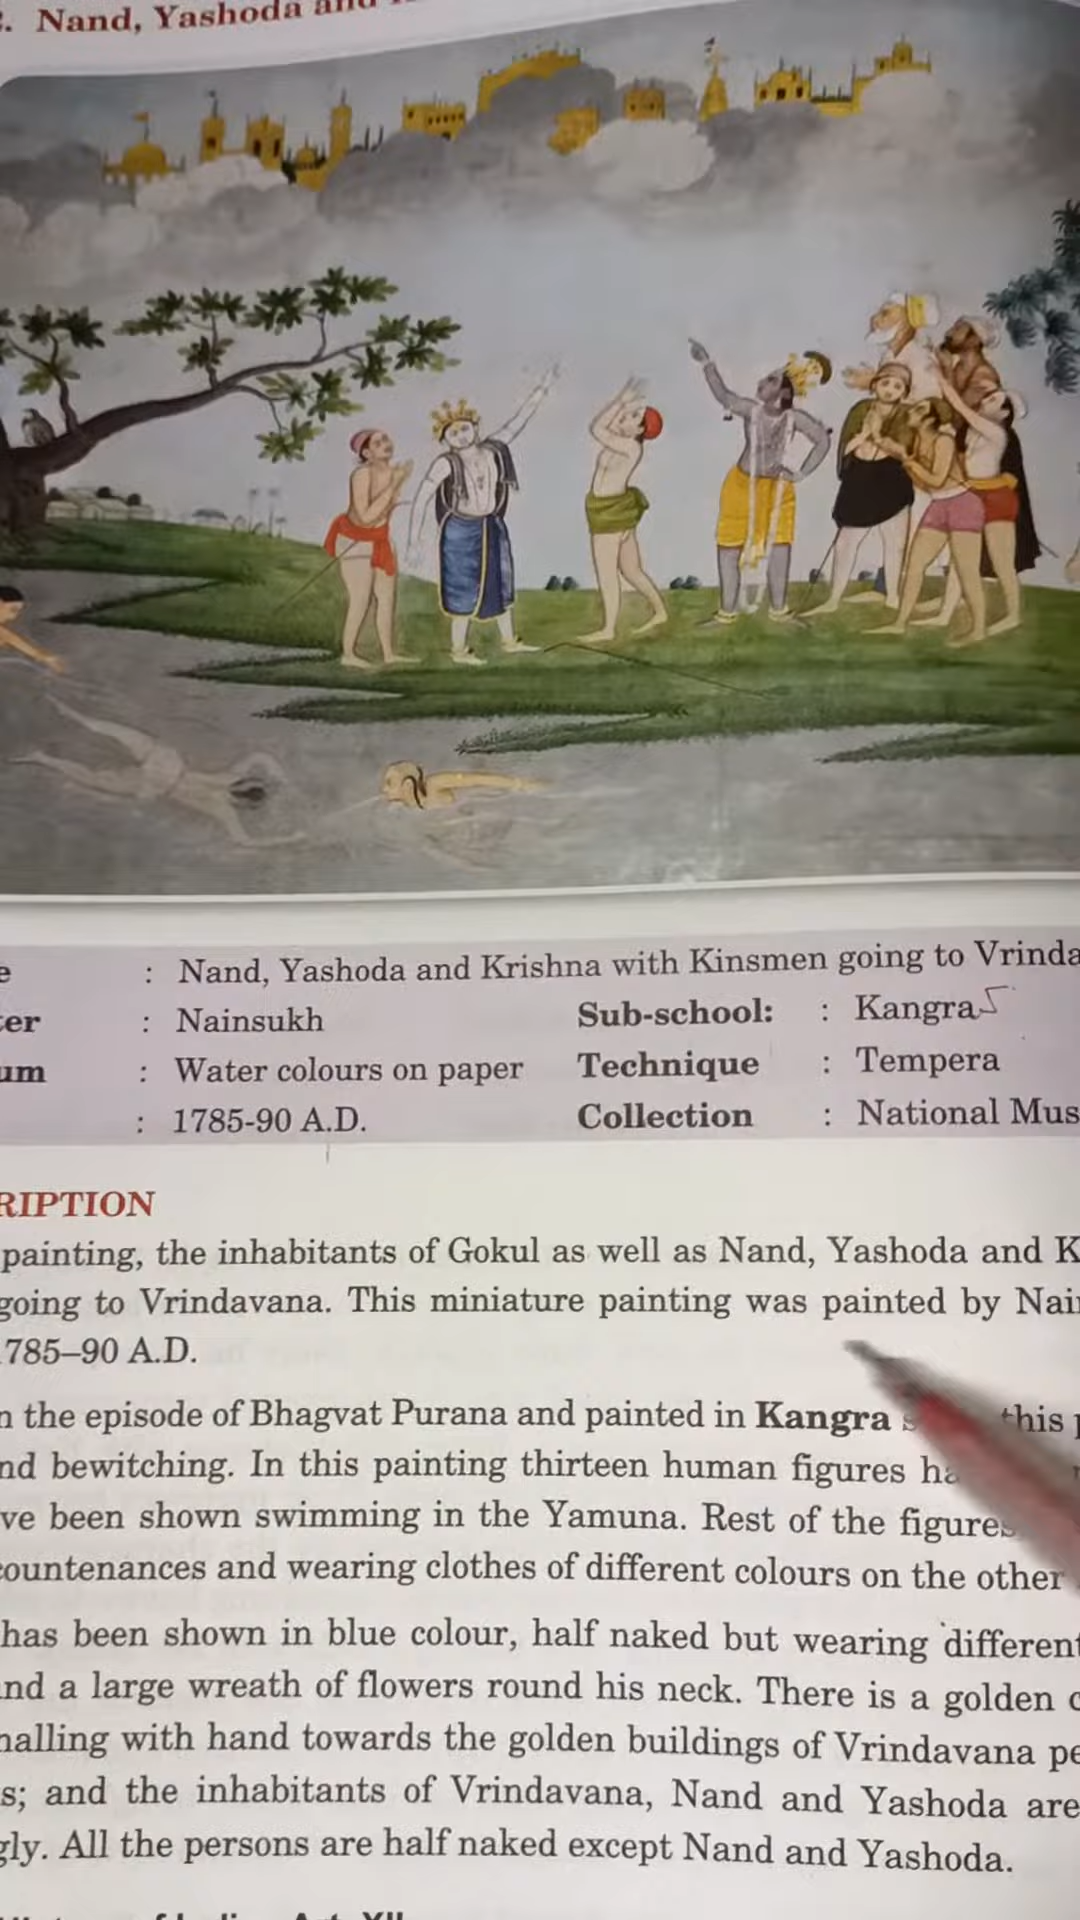 . Nand, Yashoda and
: Nand, Yashoda and Krishna with Kinsmen going to Vrinda
: Nainsukh Sub-school: : Kangra
um : Water colours on paper Technique : Tempera
: 1785-90 A.D. Collection : National Mus
RIPTION
painting, the inhabitants of Gokul as well as Nand, Yashoda and K
going to Vrindavana. This miniature painting was painted by Nai
785–90 A.D.
n the episode of Bhagvat Purana and painted in Kangra this
nd bewitching. In this painting thirteen human figures ha
ve been shown swimming in the Yamuna. Rest of the figures
countenances and wearing clothes of different colours on the other
has been shown in blue colour, half naked but wearing different
nd a large wreath of flowers round his neck. There is a golden
nalling with hand towards the golden buildings of Vrindavana pe
s; and the inhabitants of Vrindavana, Nand and Yashoda are
gly. All the persons are half naked except Nand and Yashoda.